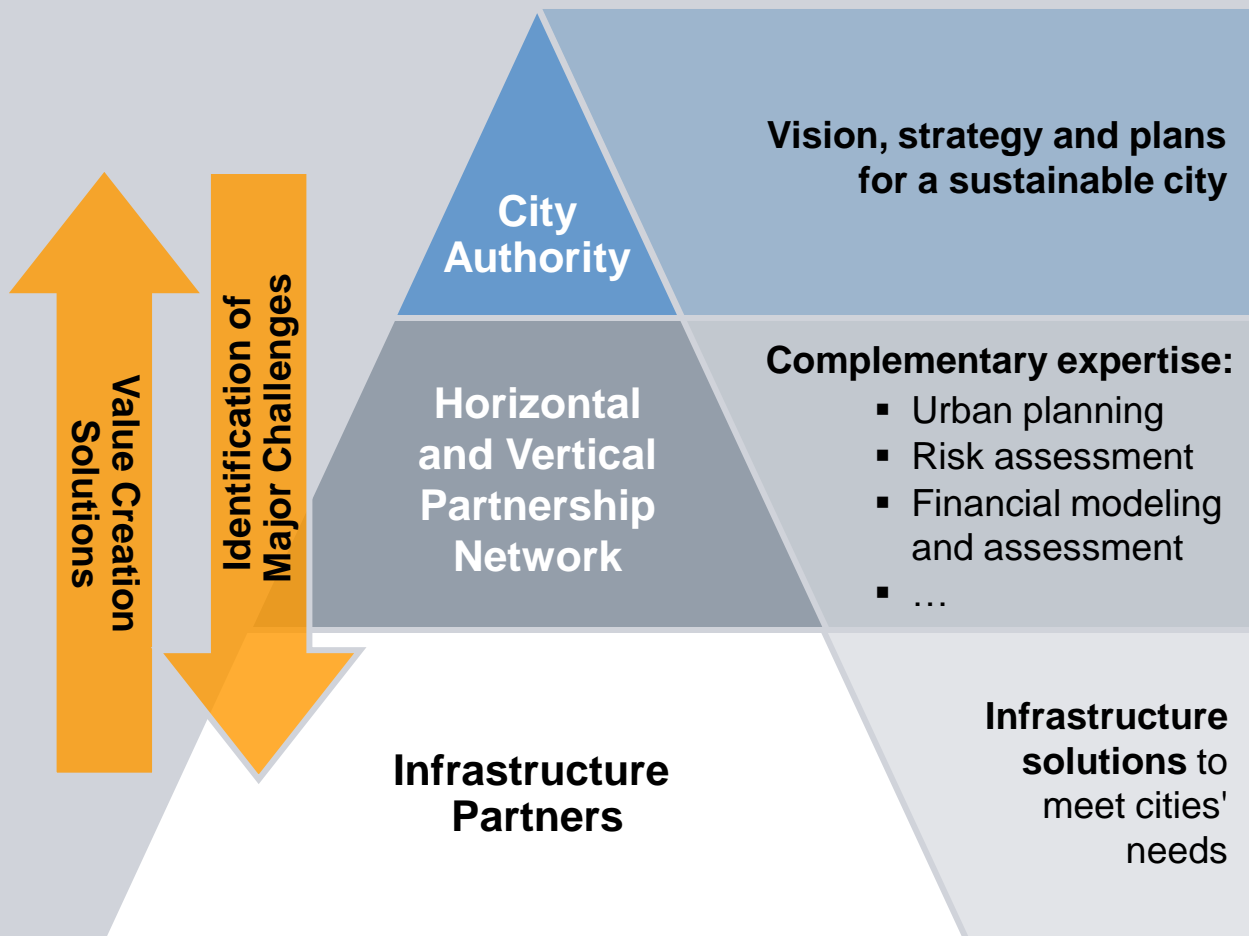 City
Authority
Vision, strategy and plans
for a sustainable city
Value Creation
Solutions
Identification of
Major Challenges
Horizontal
and Vertical
Partnership
Network
Complementary expertise:
▪ Urban planning
▪ Risk assessment
▪ Financial modeling
and assessment
▪ …
Infrastructure
Partners
Infrastructure
solutions to
meet cities'
needs